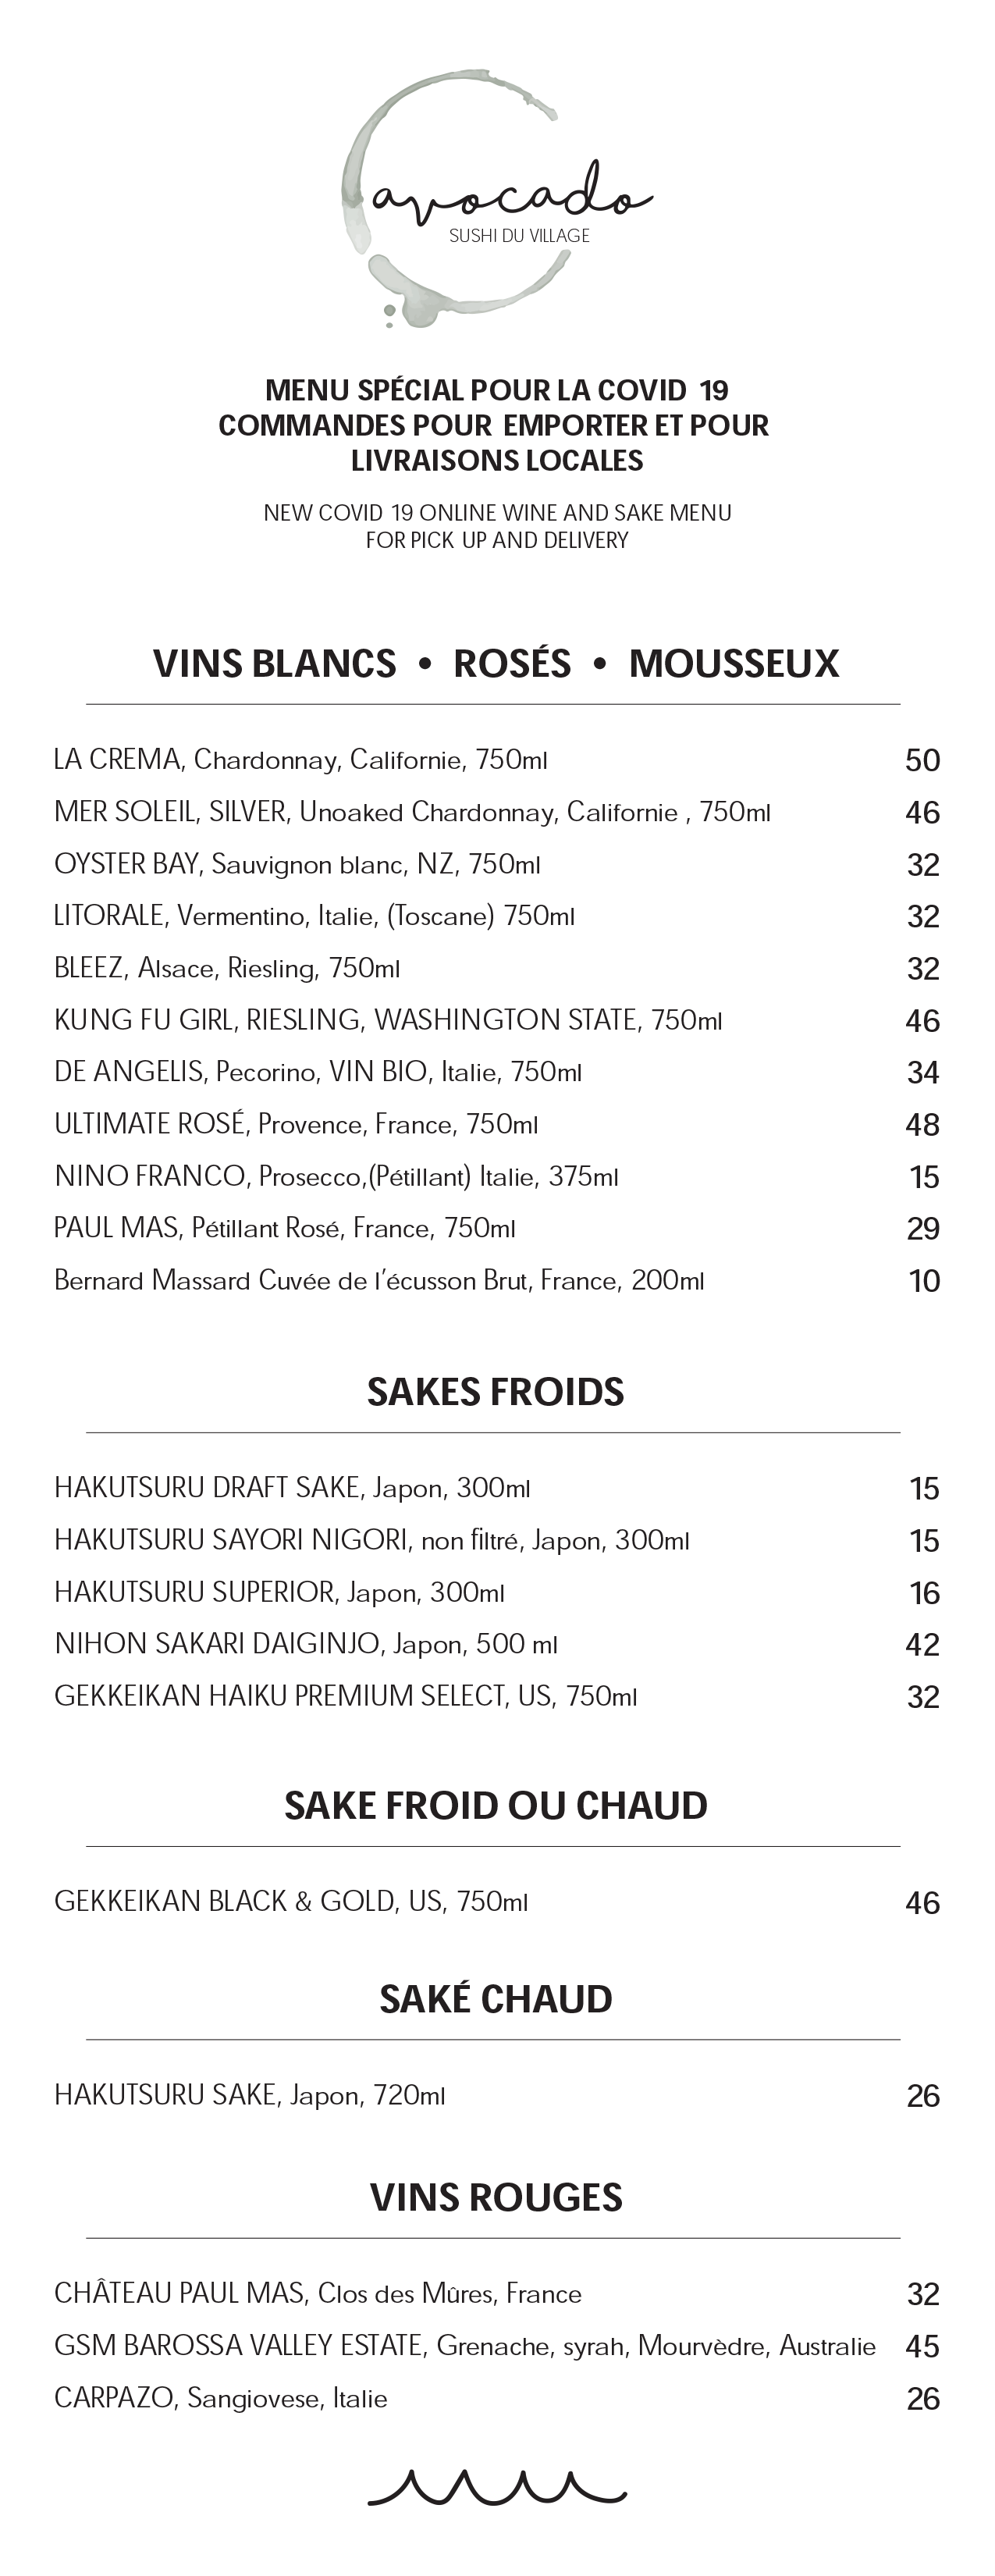 avocado
SUSHI DU VILLAGE
MENU SPÉCIAL POUR LA COVID 19
COMMANDES POUR EMPORTER ET POUR
LIVRAISONS LOCALES
NEW COVID 19 ONLINE WINE AND SAKE MENU
FOR PICK UP AND DELIVERY
VINS BLANCS • ROSÉS • MOUSSEUX
LA CREMA, Chardonnay, Californie, 750ml 50
MER SOLEIL, SILVER, Unoaked Chardonnay, Californie , 750ml 46
OYSTER BAY, Sauvignon blanc, NZ, 750ml 32
LITORALE, Vermentino, Italie, (Toscane) 750ml 32
BLEEZ, Alsace, Riesling, 750ml 32
KUNG FU GIRL, RIESLING, WASHINGTON STATE, 750ml 46
DE ANGELIS, Pecorino, VIN BIO, Italie, 750ml 34
ULTIMATE ROSÉ, Provence, France, 750ml 48
NINO FRANCO, Prosecco,(Pétillant) Italie, 375ml 15
PAUL MAS, Pétillant Rosé, France, 750ml 29
Bernard Massard Cuvée de l’écusson Brut, France, 200ml 10
SAKES FROIDS
HAKUTSURU DRAFT SAKE, Japon, 300ml 15
HAKUTSURU SAYORI NIGORI, non filtré, Japon, 300ml 15
HAKUTSURU SUPERIOR, Japon, 300ml 16
NIHON SAKARI DAIGINJO, Japon, 500 ml 42
GEKKEIKAN HAIKU PREMIUM SELECT, US, 750ml 32
SAKE FROID OU CHAUD
GEKKEIKAN BLACK & GOLD, US, 750ml 46
SAKÉ CHAUD
HAKUTSURU SAKE, Japon, 720ml 26
VINS ROUGES
CHÂTEAU PAUL MAS, Clos des Mûres, France 32
GSM BAROSSA VALLEY ESTATE, Grenache, syrah, Mourvèdre, Australie 45
CARPAZO, Sangiovese, Italie 26